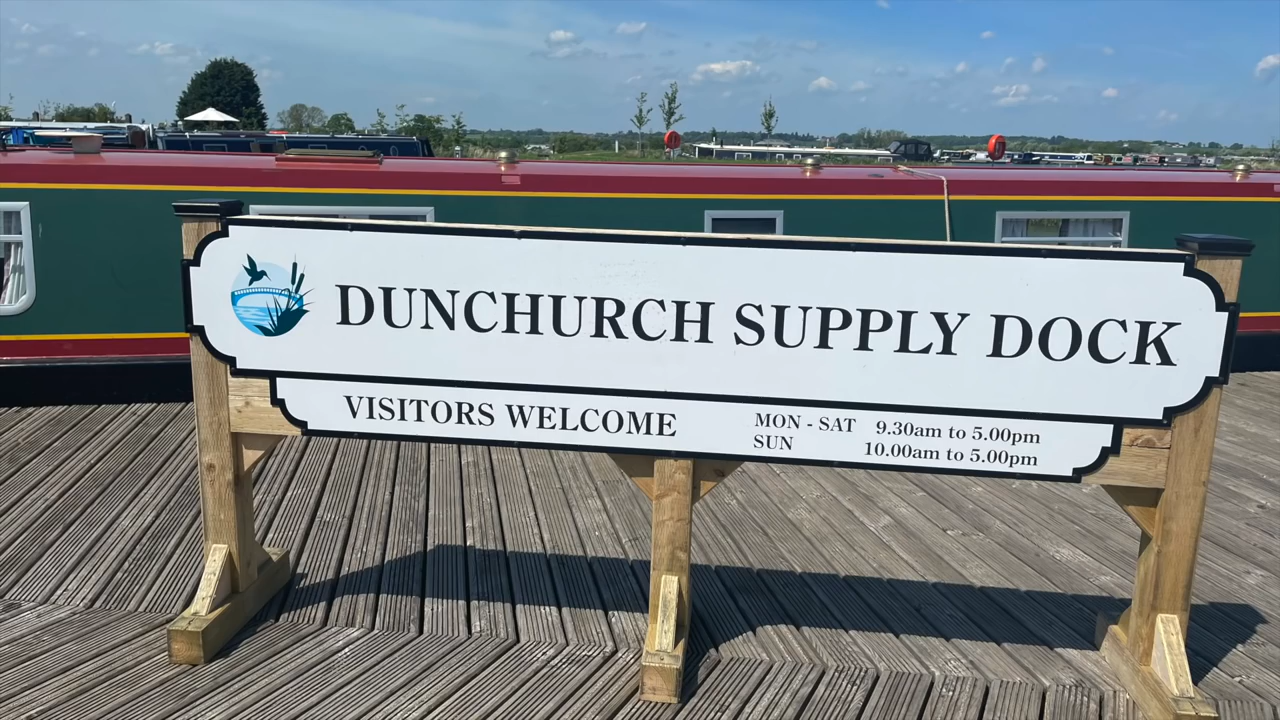 DUNCHURCH SUPPLY DOCK
VISITORS WELCOME
MON - SAT 9.30am to 5.00pm
SUN 10.00am to 5.00pm